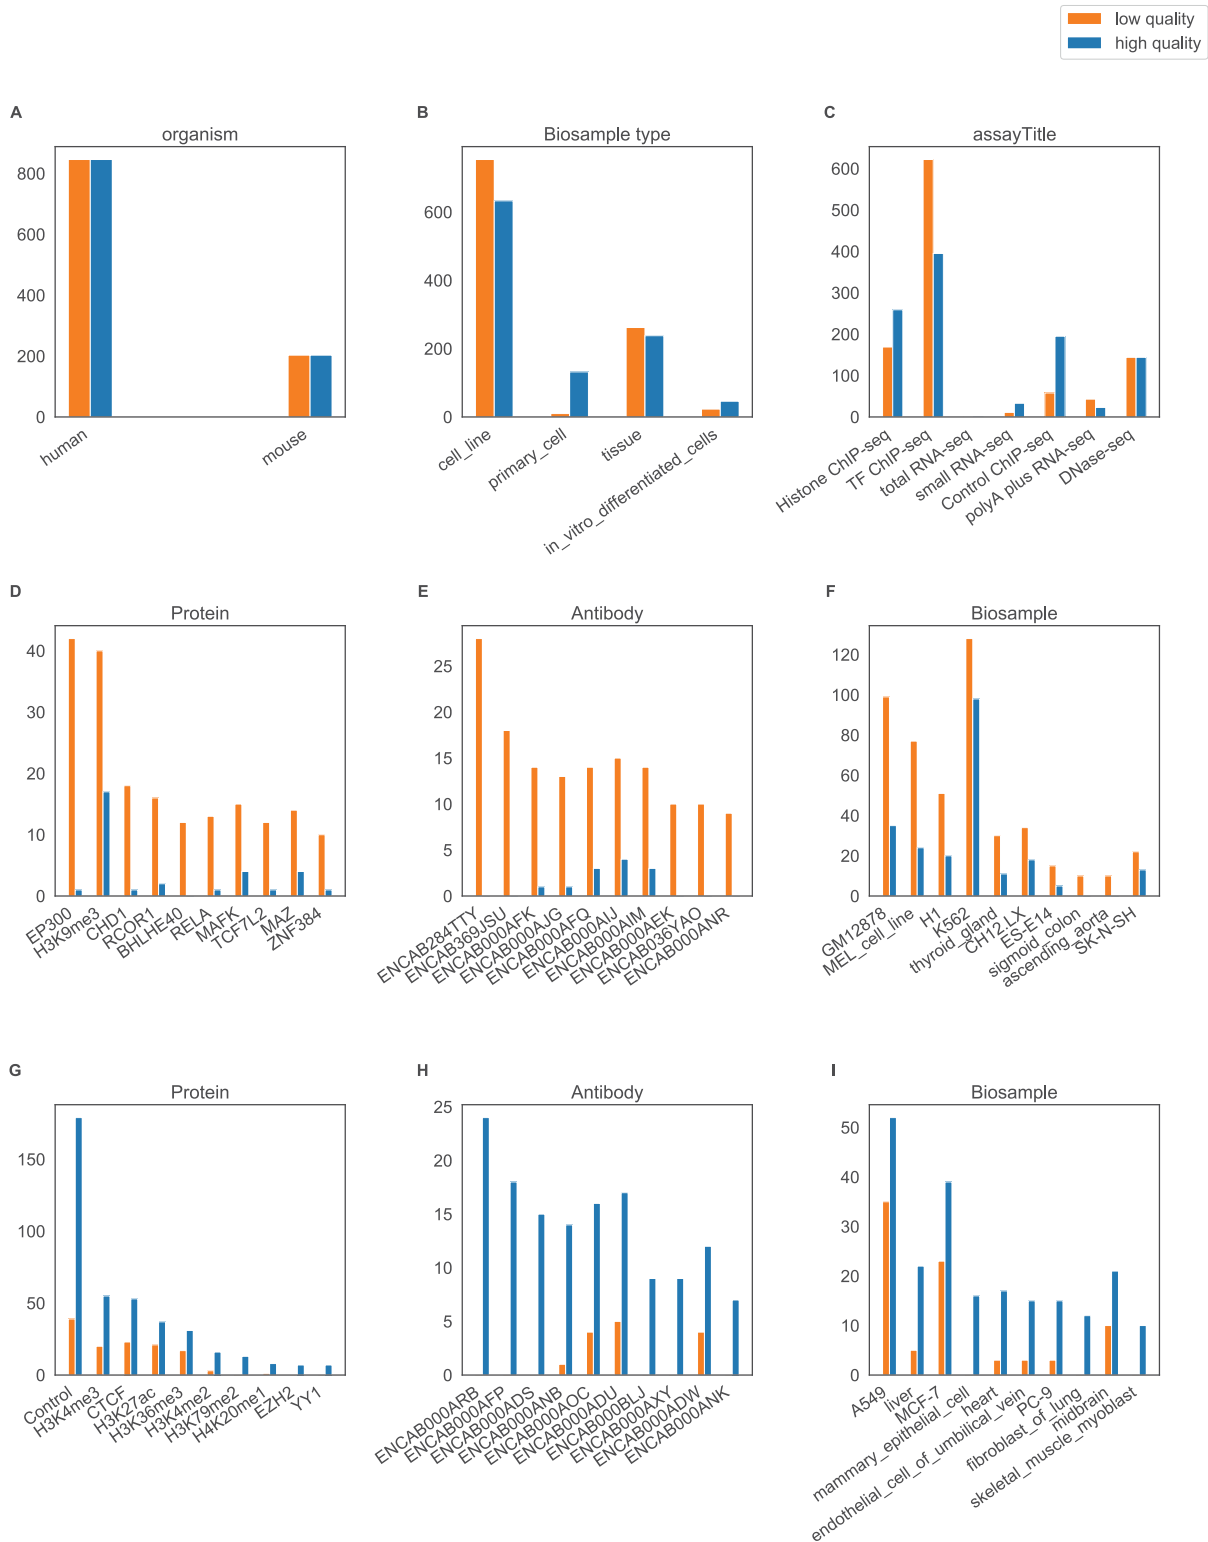 low quality
high quality
A
organism
800
600
400
200
0
human
mouse
B
Biosample type
600
400
200
0
cell_line
primary_cell
tissue
in_vitro_differentiated_cells
C
assayTitle
600
500
400
300
200
100
0
Histone ChIP-seq
TF ChIP-seq
total RNA-seq
small RNA-seq
Control ChIP-seq
polyA plus RNA-seq
DNase-seq
D
Protein
40
30
20
10
0
EP300
H3K9me3
CHD1
RCOR1
BHLHE40
RELA
MAFK
TCF7L2
MAZ
ZNF384
E
Antibody
25
20
15
10
5
0
ENCAB284TTY
ENCAB369JSU
ENCAB000AFK
ENCAB000AJG
ENCAB000AFQ
ENCAB000AIJ
ENCAB000AIM
ENCAB000AEK
ENCAB036YAO
ENCAB000ANR
F
Biosample
120
100
80
60
40
20
0
GM12878
MEL_cell_line
H1
K562
thyroid_gland
CH12.LX
ES-E14
sigmoid_colon
ascending_aorta
SK-N-SH
G
Protein
150
100
50
0
Control
H3K4me3
CTCF
H3K27ac
H3K36me3
H3K4me2
H3K79me2
H4K20me1
EZH2
YY1
H
Antibody
25
20
15
10
5
0
ENCAB000ARB
ENCAB000AFP
ENCAB000ADS
ENCAB000ANB
ENCAB000AOC
ENCAB000ADU
ENCAB000BLJ
ENCAB000AXY
ENCAB000ADW
ENCAB000ANK
I
Biosample
50
40
30
20
10
0
A549
liver
MCF-7
mammary_epithelial_cell
heart
endothelial_cell_of_umbilical_vein
PC-9
fibroblast_of_lung
midbrain
skeletal_muscle_myoblast